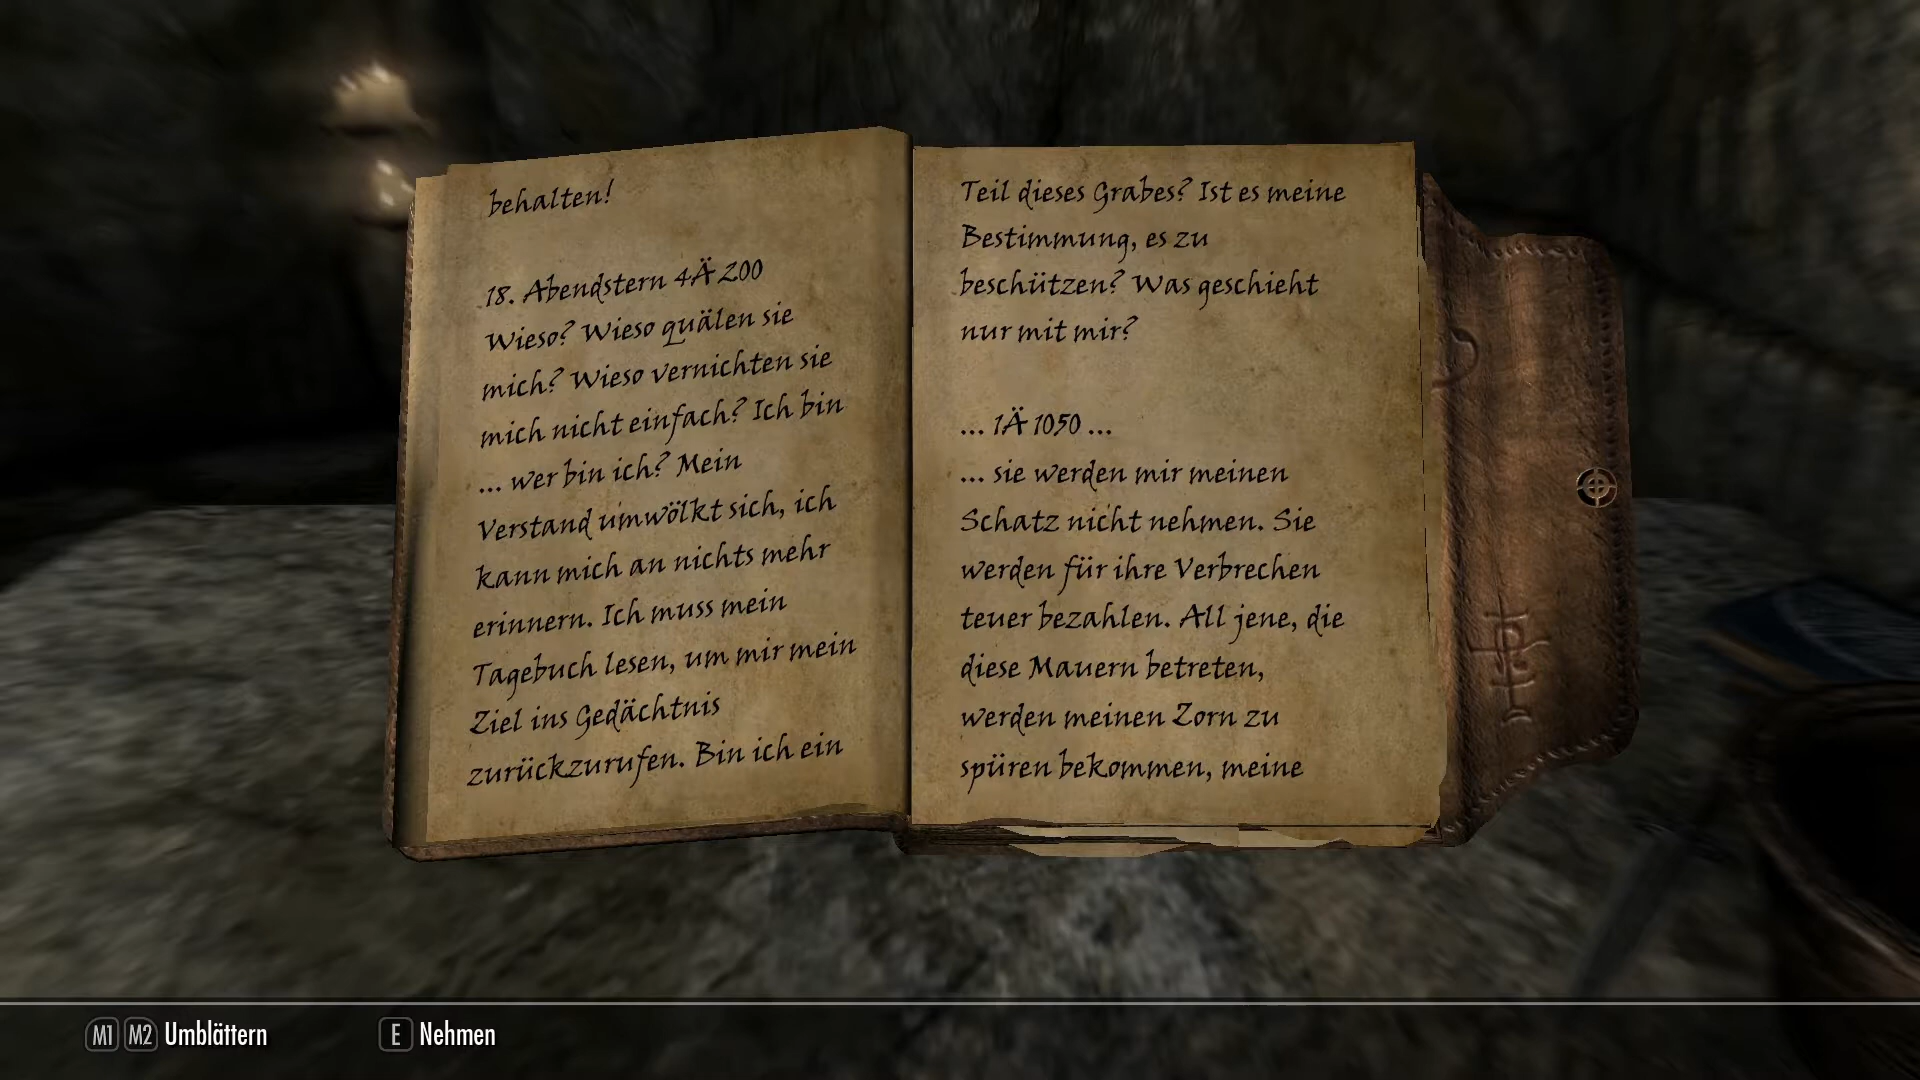 behalten!
18. Abendstern 4Ä 200
Wieso? Wieso quälen sie
mich? Wieso vernichten sie
mich nicht einfach? Ich bin
... wer bin ich? Mein
Verstand umwölkt sich, ich
kann mich an nichts mehr
erinnern. Ich muss mein
Tagebuch lesen, um mir mein
Ziel ins Gedächtnis
zurückzurufen. Bin ich ein
Teil dieses Grabes? Ist es meine
Bestimmung, es zu
beschützen? Was geschieht
nur mit mir?
... 1Ä 1050 ...
... sie werden mir meinen
Schatz nicht nehmen. Sie
werden für ihre Verbrechen
teuer bezahlen. All jene, die
diese Mauern betreten,
werden meinen Zorn zu
spüren bekommen, meine
M1 M2 Umblättern E Nehmen